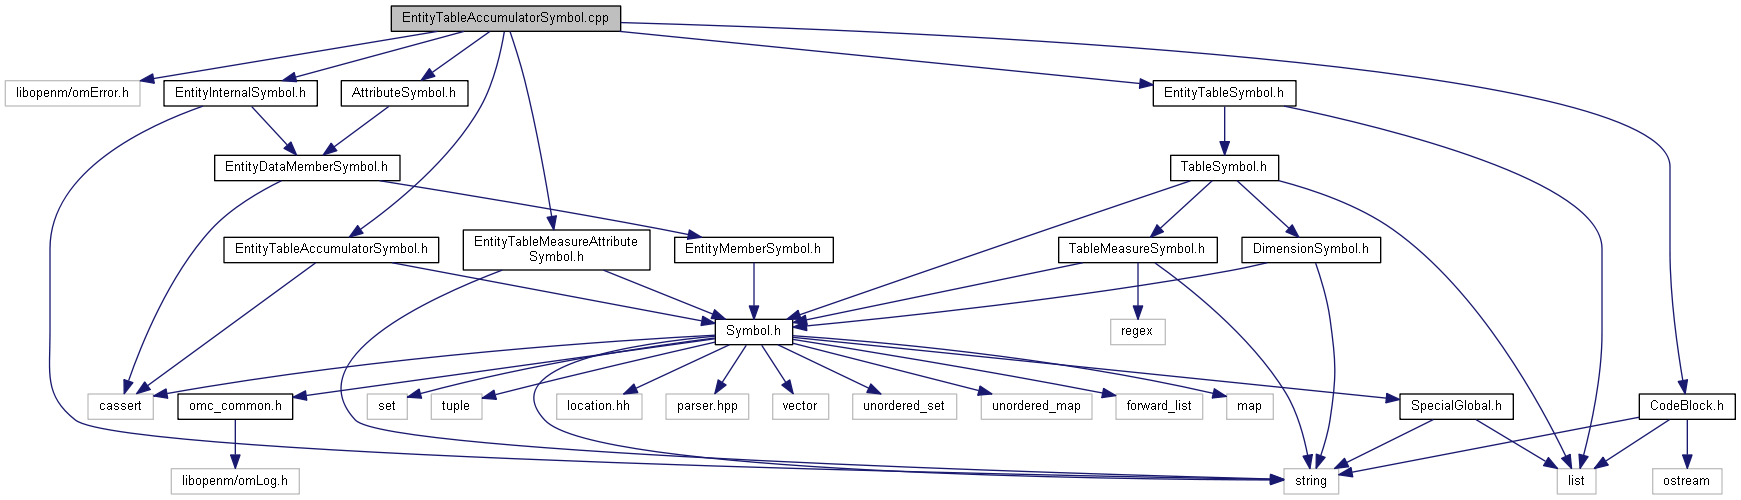 EntityTableAccumulatorSymbol.cpp
libopenm/omError.h
EntityInternalSymbol.h
AttributeSymbol.h
EntityTableSymbol.h
EntityDataMemberSymbol.h
TableSymbol.h
EntityTableAccumulatorSymbol.h
EntityTableMeasureAttribute
Symbol.h
EntityMemberSymbol.h
TableMeasureSymbol.h
DimensionSymbol.h
Symbol.h
regex
cassert
omc_common.h
set
tuple
location.hh
parser.hpp
vector
unordered_set
unordered_map
forward_list
map
SpecialGlobal.h
CodeBlock.h
libopenm/omLog.h
string
list
ostream